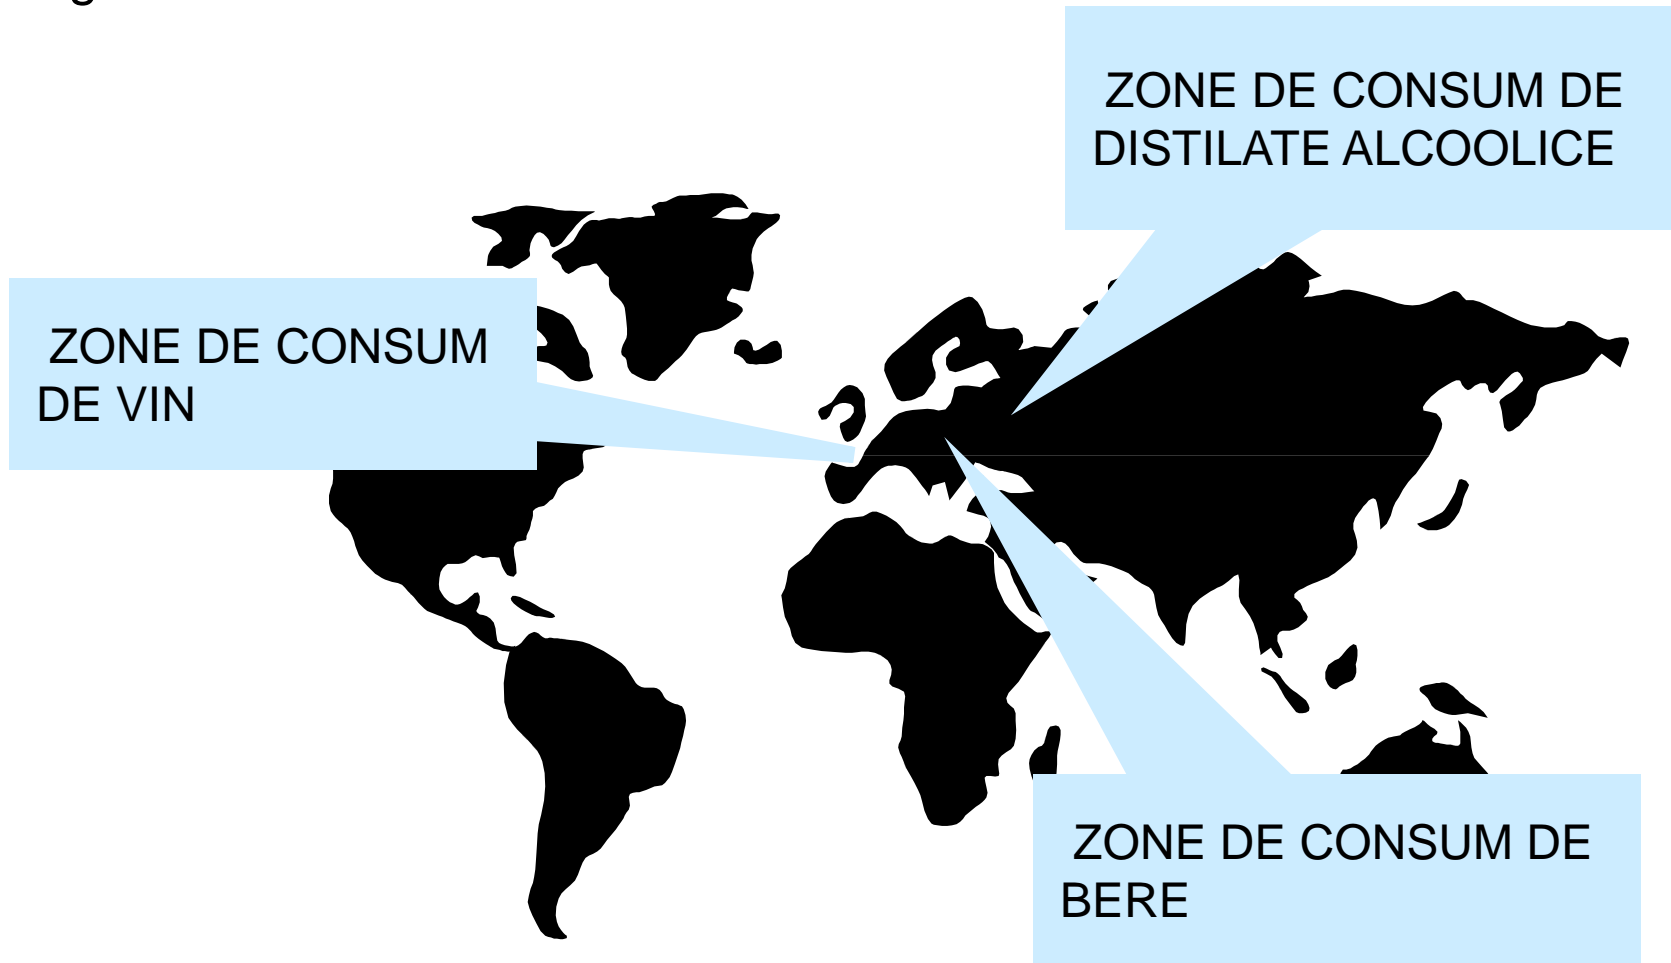 ZONE DE CONSUM DE
DISTILATE ALCOOLICE
ZONE DE CONSUM
DE VIN
ZONE DE CONSUM DE
BERE